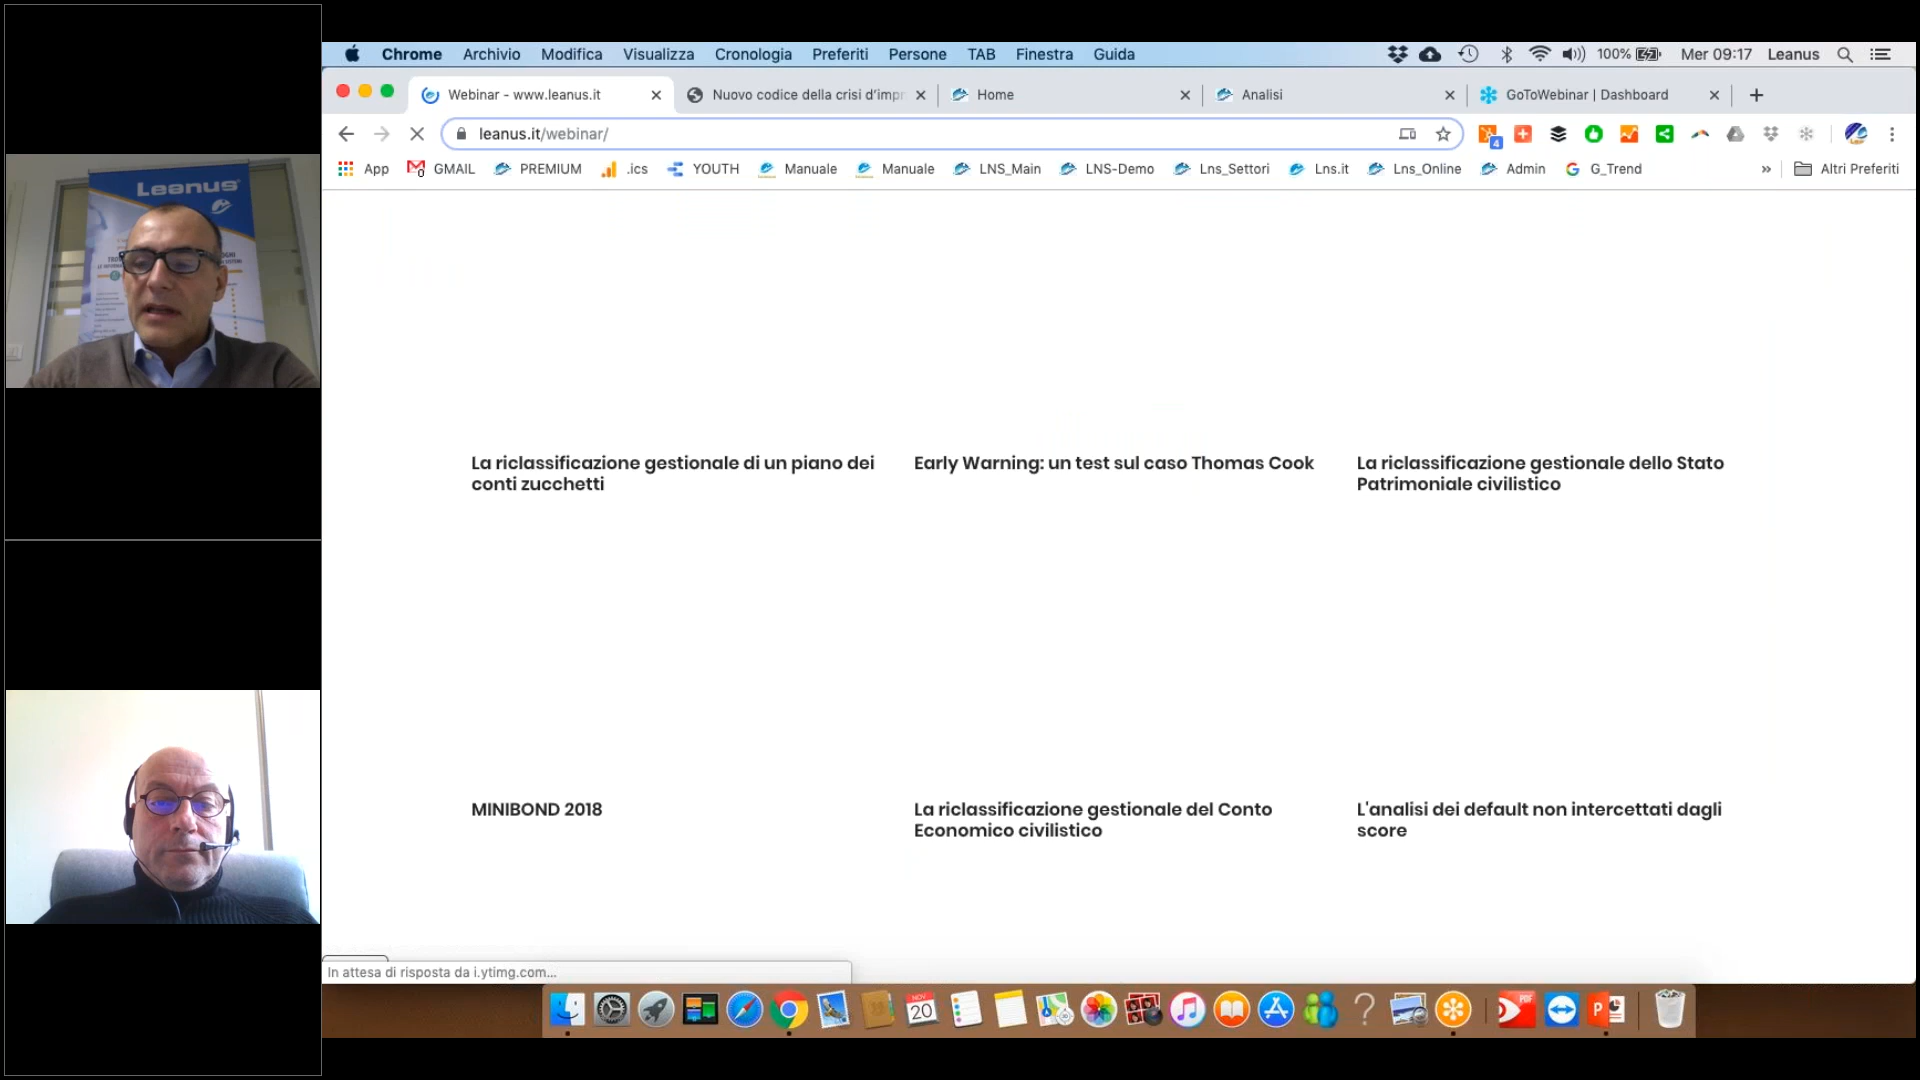 Leanus
Chrome Archivio Modifica Visualizza Cronologia Preferiti Persone TAB Finestra Guida 100% Mer 09:17 Leanus
Webinar - www.leanus.it Nuovo codice della crisi d'impr Home Analisi GoToWebinar | Dashboard
leanus.it/webinar/ 4
App GMAIL PREMIUM .ics YOUTH Manuale Manuale LNS_Main LNS-Demo Lns_Settori Lns.it Lns_Online Admin G_Trend » Altri Preferiti
La riclassificazione gestionale di un piano dei
conti zucchetti
Early Warning: un test sul caso Thomas Cook
La riclassificazione gestionale dello Stato
Patrimoniale civilistico
MINIBOND 2018
La riclassificazione gestionale del Conto
Economico civilistico
L'analisi dei default non intercettati dagli
score
In attesa di risposta da i.ytimg.com...
NOV
20
PDF